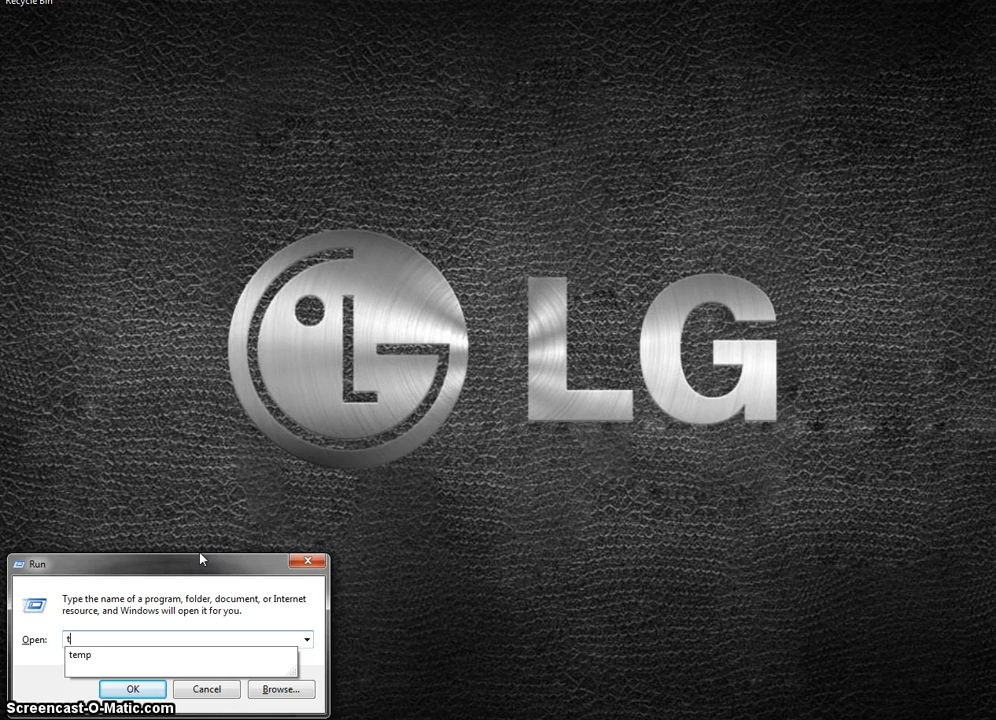 Recycle Bin
LG
Run
Type the name of a program, folder, document, or Internet
resource, and Windows will open it for you.
Open: t
temp
OK Cancel Browse...
Screencast-O-Matic.com